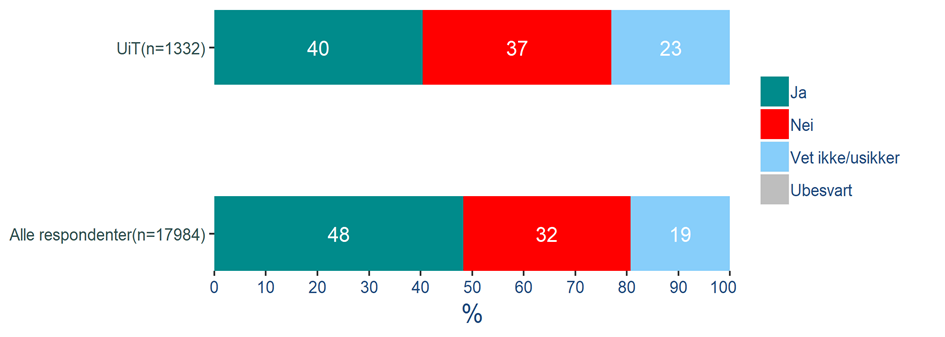 UiT(n=1332)
40 37 23
Ja
Nei
Vet ikke/usikker
Ubesvart
Alle respondenter(n=17984)
48 32 19
0 10 20 30 40 50 60 70 80 90 100
%